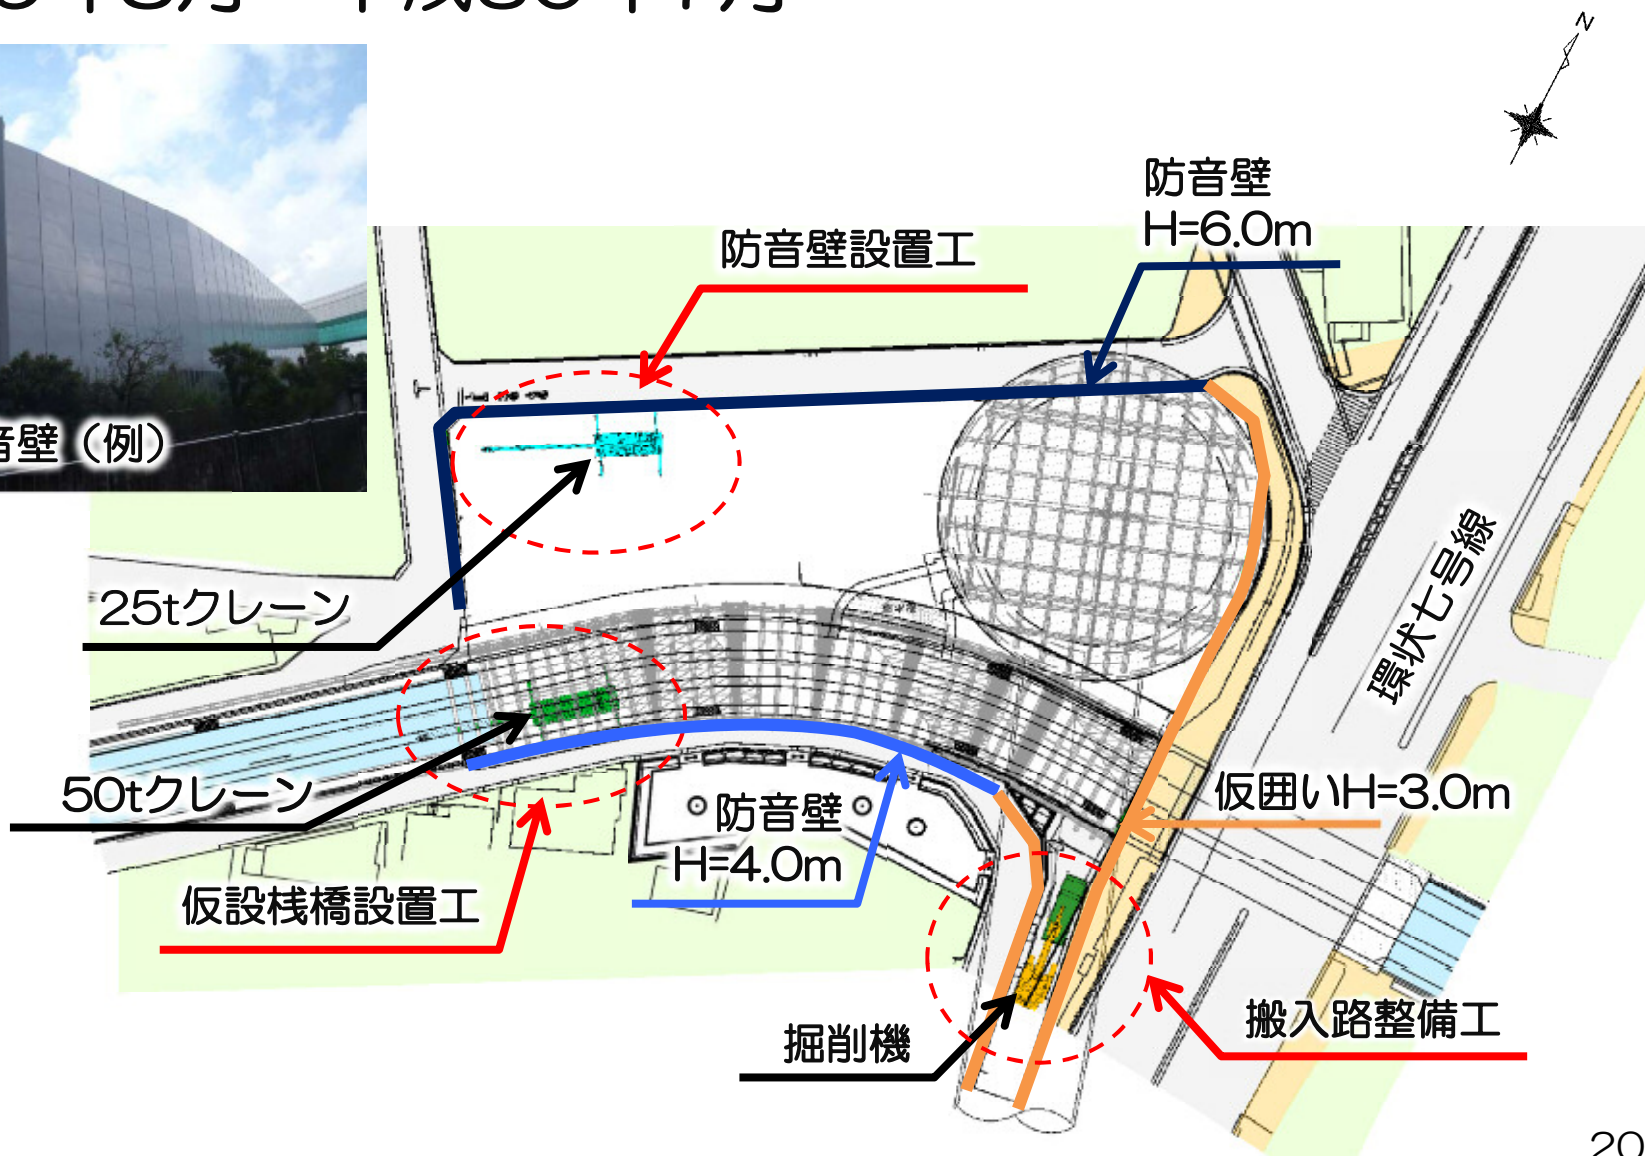 防音壁
H=6.0m
防音壁設置工
音壁（例）
25tクレーン
環状七号線
50tクレーン
仮囲いH=3.0m
防音壁
H=4.0m
仮設桟橋設置工
搬入路整備工
掘削機
N
20